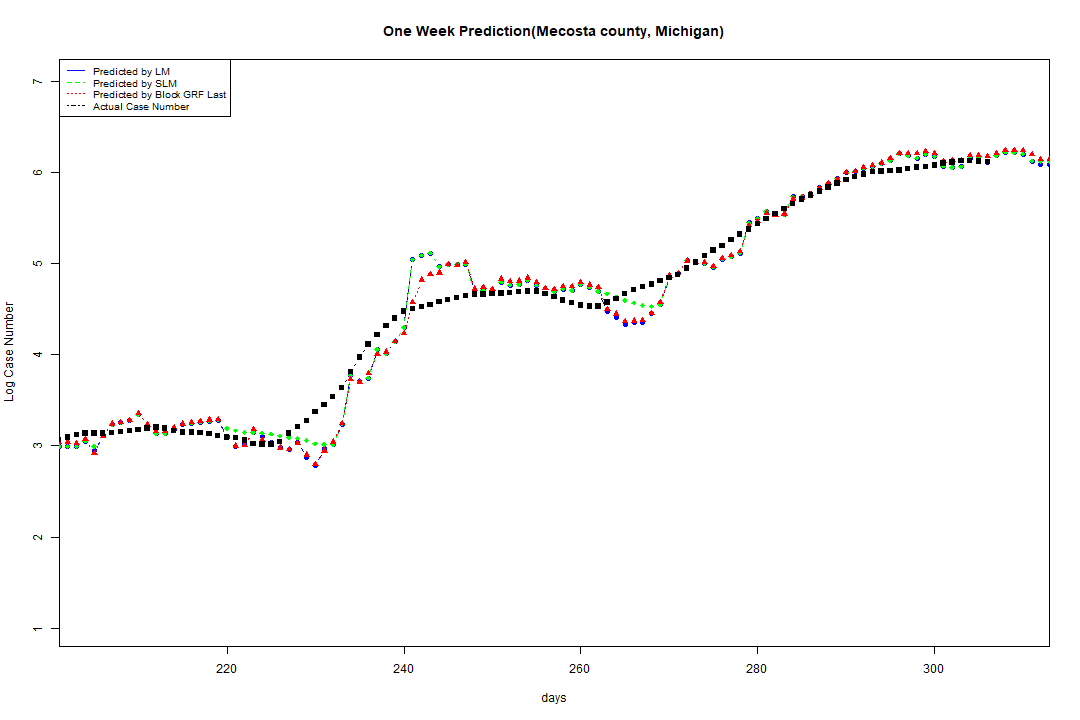 One Week Prediction(Mecosta county, Michigan)
Predicted by LM
Predicted by SLM
Predicted by Block GRF Last
Actual Case Number
7
6
5
4
3
2
1
Log Case Number
220 240 260 280 300
days